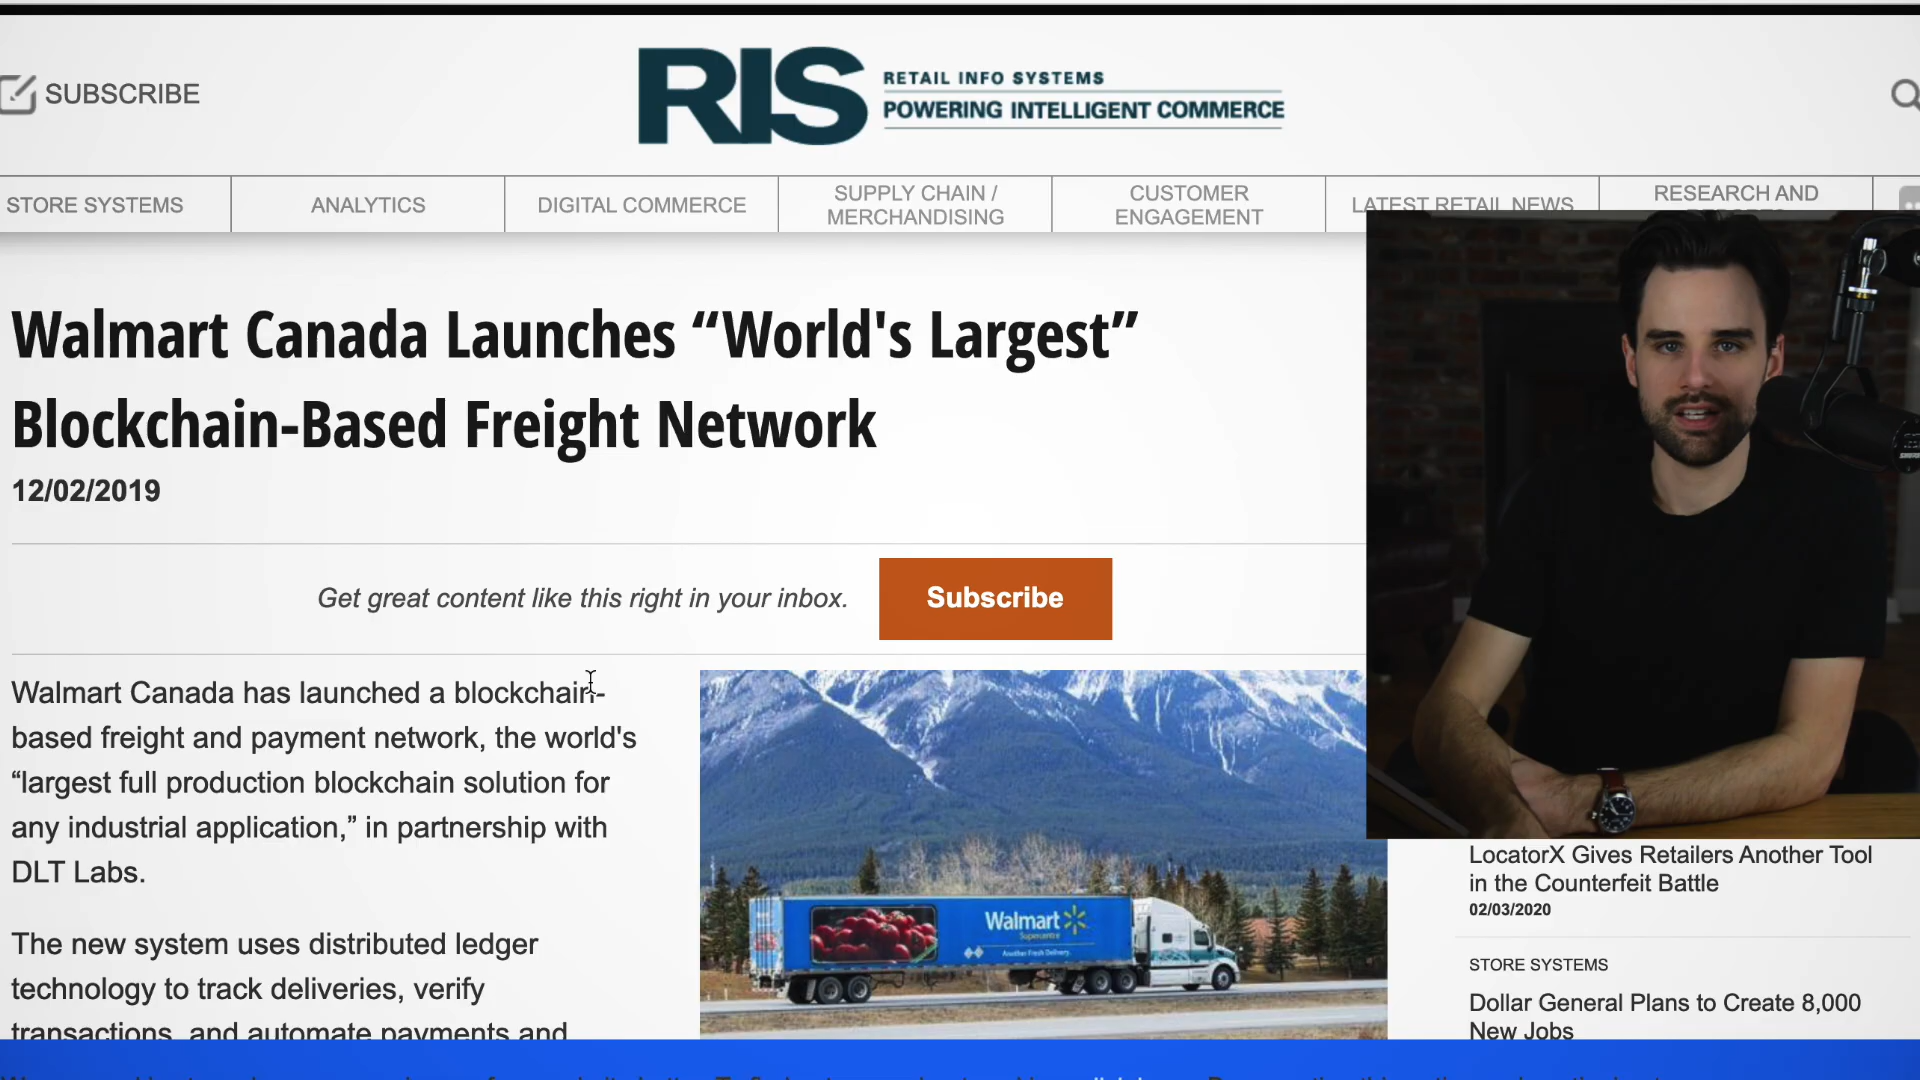 SUBSCRIBE
RIS
RETAIL INFO SYSTEMS
POWERING INTELLIGENT COMMERCE
STORE SYSTEMS
ANALYTICS
DIGITAL COMMERCE
SUPPLY CHAIN /
MERCHANDISING
CUSTOMER
ENGAGEMENT
LATEST RETAIL NEWS
RESEARCH AND
Walmart Canada Launches “World's Largest”
Blockchain-Based Freight Network
12/02/2019
Get great content like this right in your inbox.
Subscribe
Walmart Canada has launched a blockchain-
based freight and payment network, the world's
“largest full production blockchain solution for
any industrial application,” in partnership with
DLT Labs.
The new system uses distributed ledger
technology to track deliveries, verify
transactions, and automate payments and
Walmart
Supercentre
Another Fresh Delivery.
LocatorX Gives Retailers Another Tool
in the Counterfeit Battle
02/03/2020
STORE SYSTEMS
Dollar General Plans to Create 8,000
New Jobs